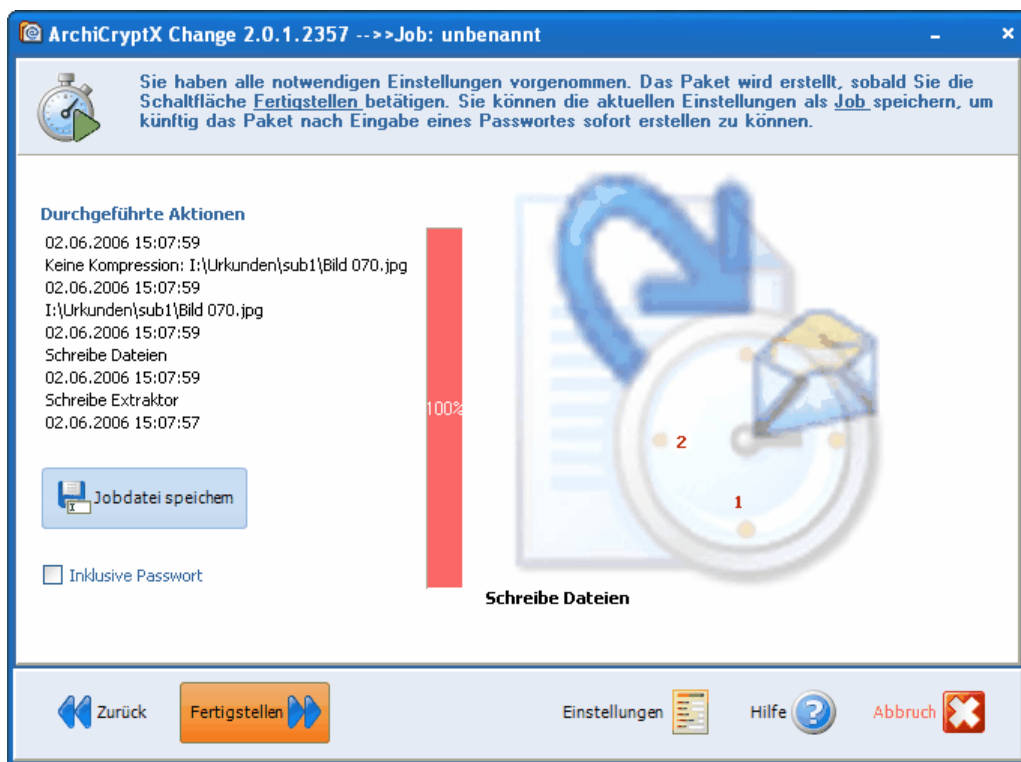 ArchiCryptX Change 2.0.1.2357 -->>Job: unbenannt
Sie haben alle notwendigen Einstellungen vorgenommen. Das Paket wird erstellt, sobald Sie die
Schaltfläche Fertigstellen betätigen. Sie können die aktuellen Einstellungen als Job speichern, um
künftig das Paket nach Eingabe eines Passwortes sofort erstellen zu können.
Durchgeführte Aktionen
02.06.2006 15:07:59
Keine Kompression: I:\Urkunden\sub1\Bild 070.jpg
02.06.2006 15:07:59
I:\Urkunden\sub1\Bild 070.jpg
02.06.2006 15:07:59
Schreibe Dateien
02.06.2006 15:07:59
Schreibe Extraktor
02.06.2006 15:07:57
100%
2
1
Jobdatei speichern
Inklusive Passwort
Schreibe Dateien
Zurück
Fertigstellen
Einstellungen
Hilfe
Abbruch